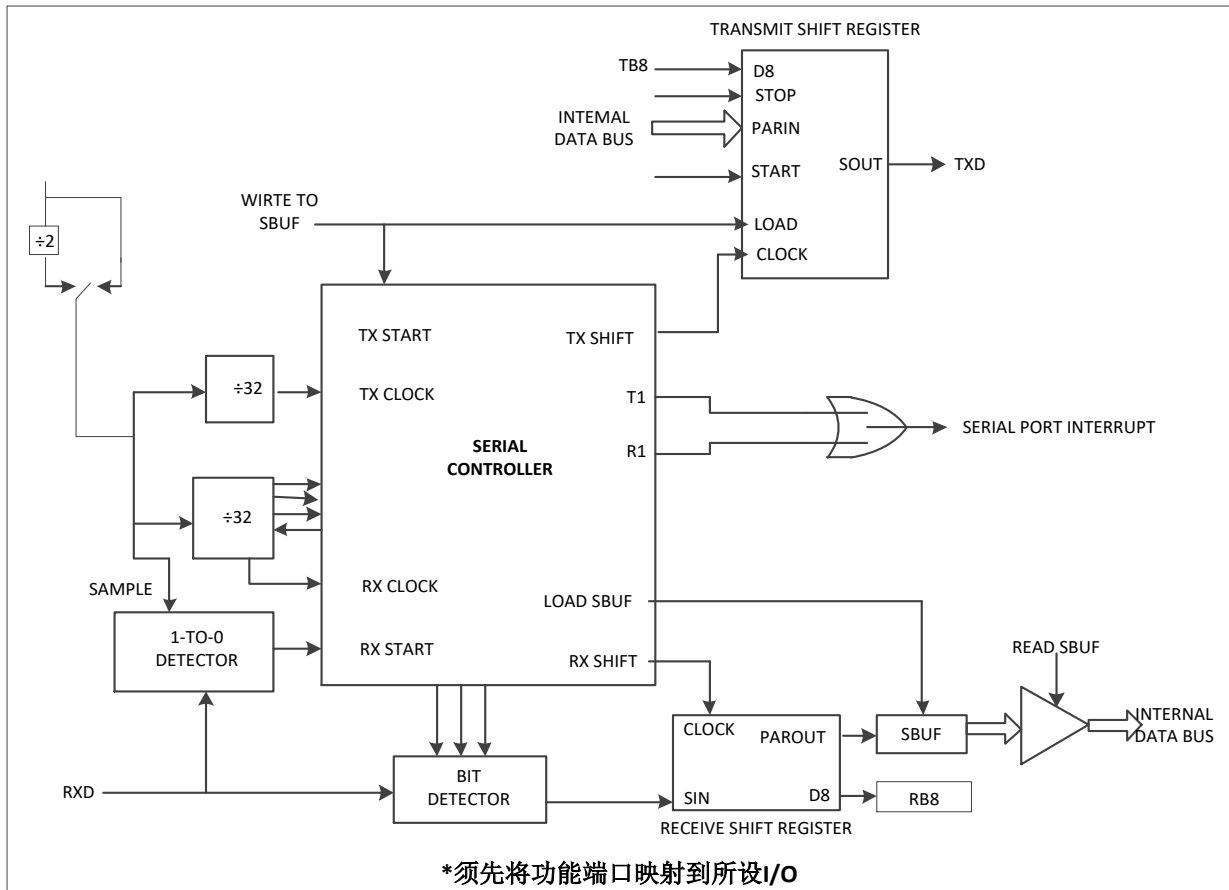 TRANSMIT SHIFT REGISTER
TB8
D8
STOP
INTEMAL
DATA BUS
PARIN
START
SOUT
TXD
WIRTE TO
SBUF
LOAD
CLOCK
÷2
TX START
TX SHIFT
÷32
TX CLOCK
T1
SERIAL PORT INTERRUPT
R1
SERIAL
CONTROLLER
÷32
RX CLOCK
SAMPLE
LOAD SBUF
1-TO-0
DETECTOR
RX START
RX SHIFT
READ SBUF
CLOCK
PAROUT
SBUF
INTERNAL
DATA BUS
RXD
BIT
DETECTOR
SIN
D8
RB8
RECEIVE SHIFT REGISTER
*须先将功能端口映射到所设I/O